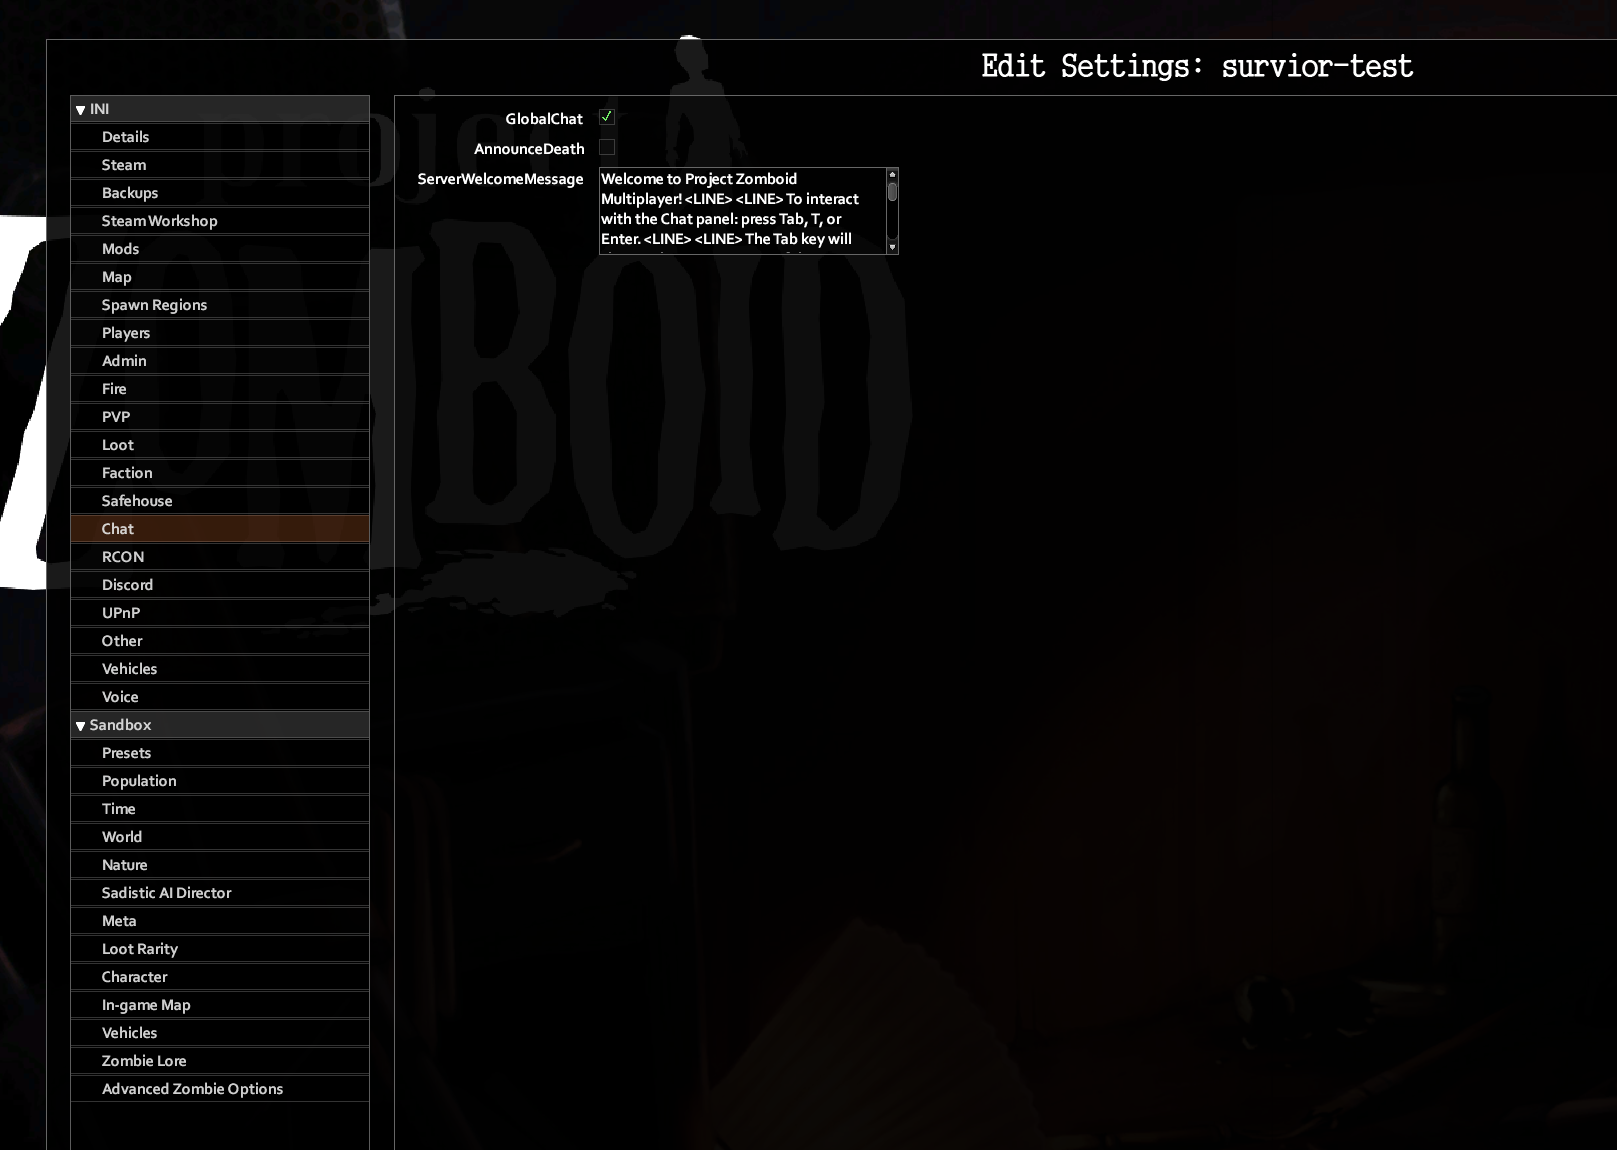 Edit Settings: survior-test
INI
Details
Steam
Backups
Steam Workshop
Mods
Map
Spawn Regions
Players
Admin
Fire
PVP
Loot
Faction
Safehouse
Chat
RCON
Discord
UPnP
Other
Vehicles
Voice
Sandbox
Presets
Population
Time
World
Nature
Sadistic AI Director
Meta
Loot Rarity
Character
In-game Map
Vehicles
Zombie Lore
Advanced Zombie Options
GlobalChat
AnnounceDeath
ServerWelcomeMessage
Welcome to Project Zomboid
Multiplayer! <LINE> <LINE> To interact
with the Chat panel: press Tab, T, or
Enter. <LINE> <LINE> The Tab key will
project
ZOMBOID